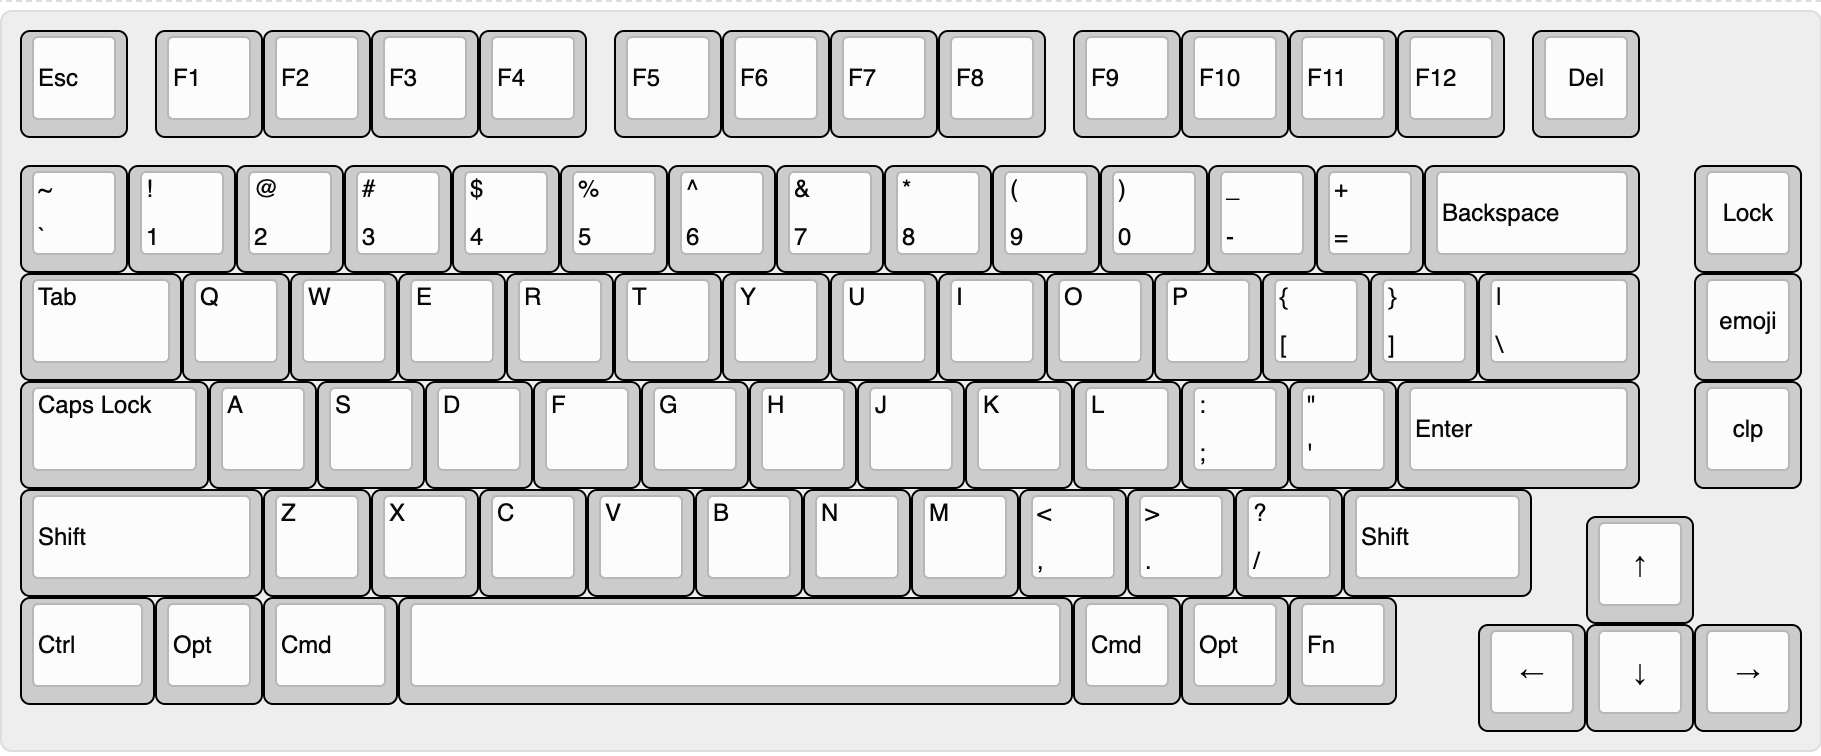 Esc F1 F2 F3 F4 F5 F6 F7 F8 F9 F10 F11 F12 Del
~ ! @ # $ % ^ & * ( ) _ +
` 1 2 3 4 5 6 7 8 9 0 - = Backspace Lock
Tab Q W E R T Y U I O P { } |
[ ] \ emoji
Caps Lock A S D F G H J K L : "
; ' Enter clp
Shift Z X C V B N M < > ? Shift
, . / ↑
Ctrl Opt Cmd Cmd Opt Fn ← ↓ →